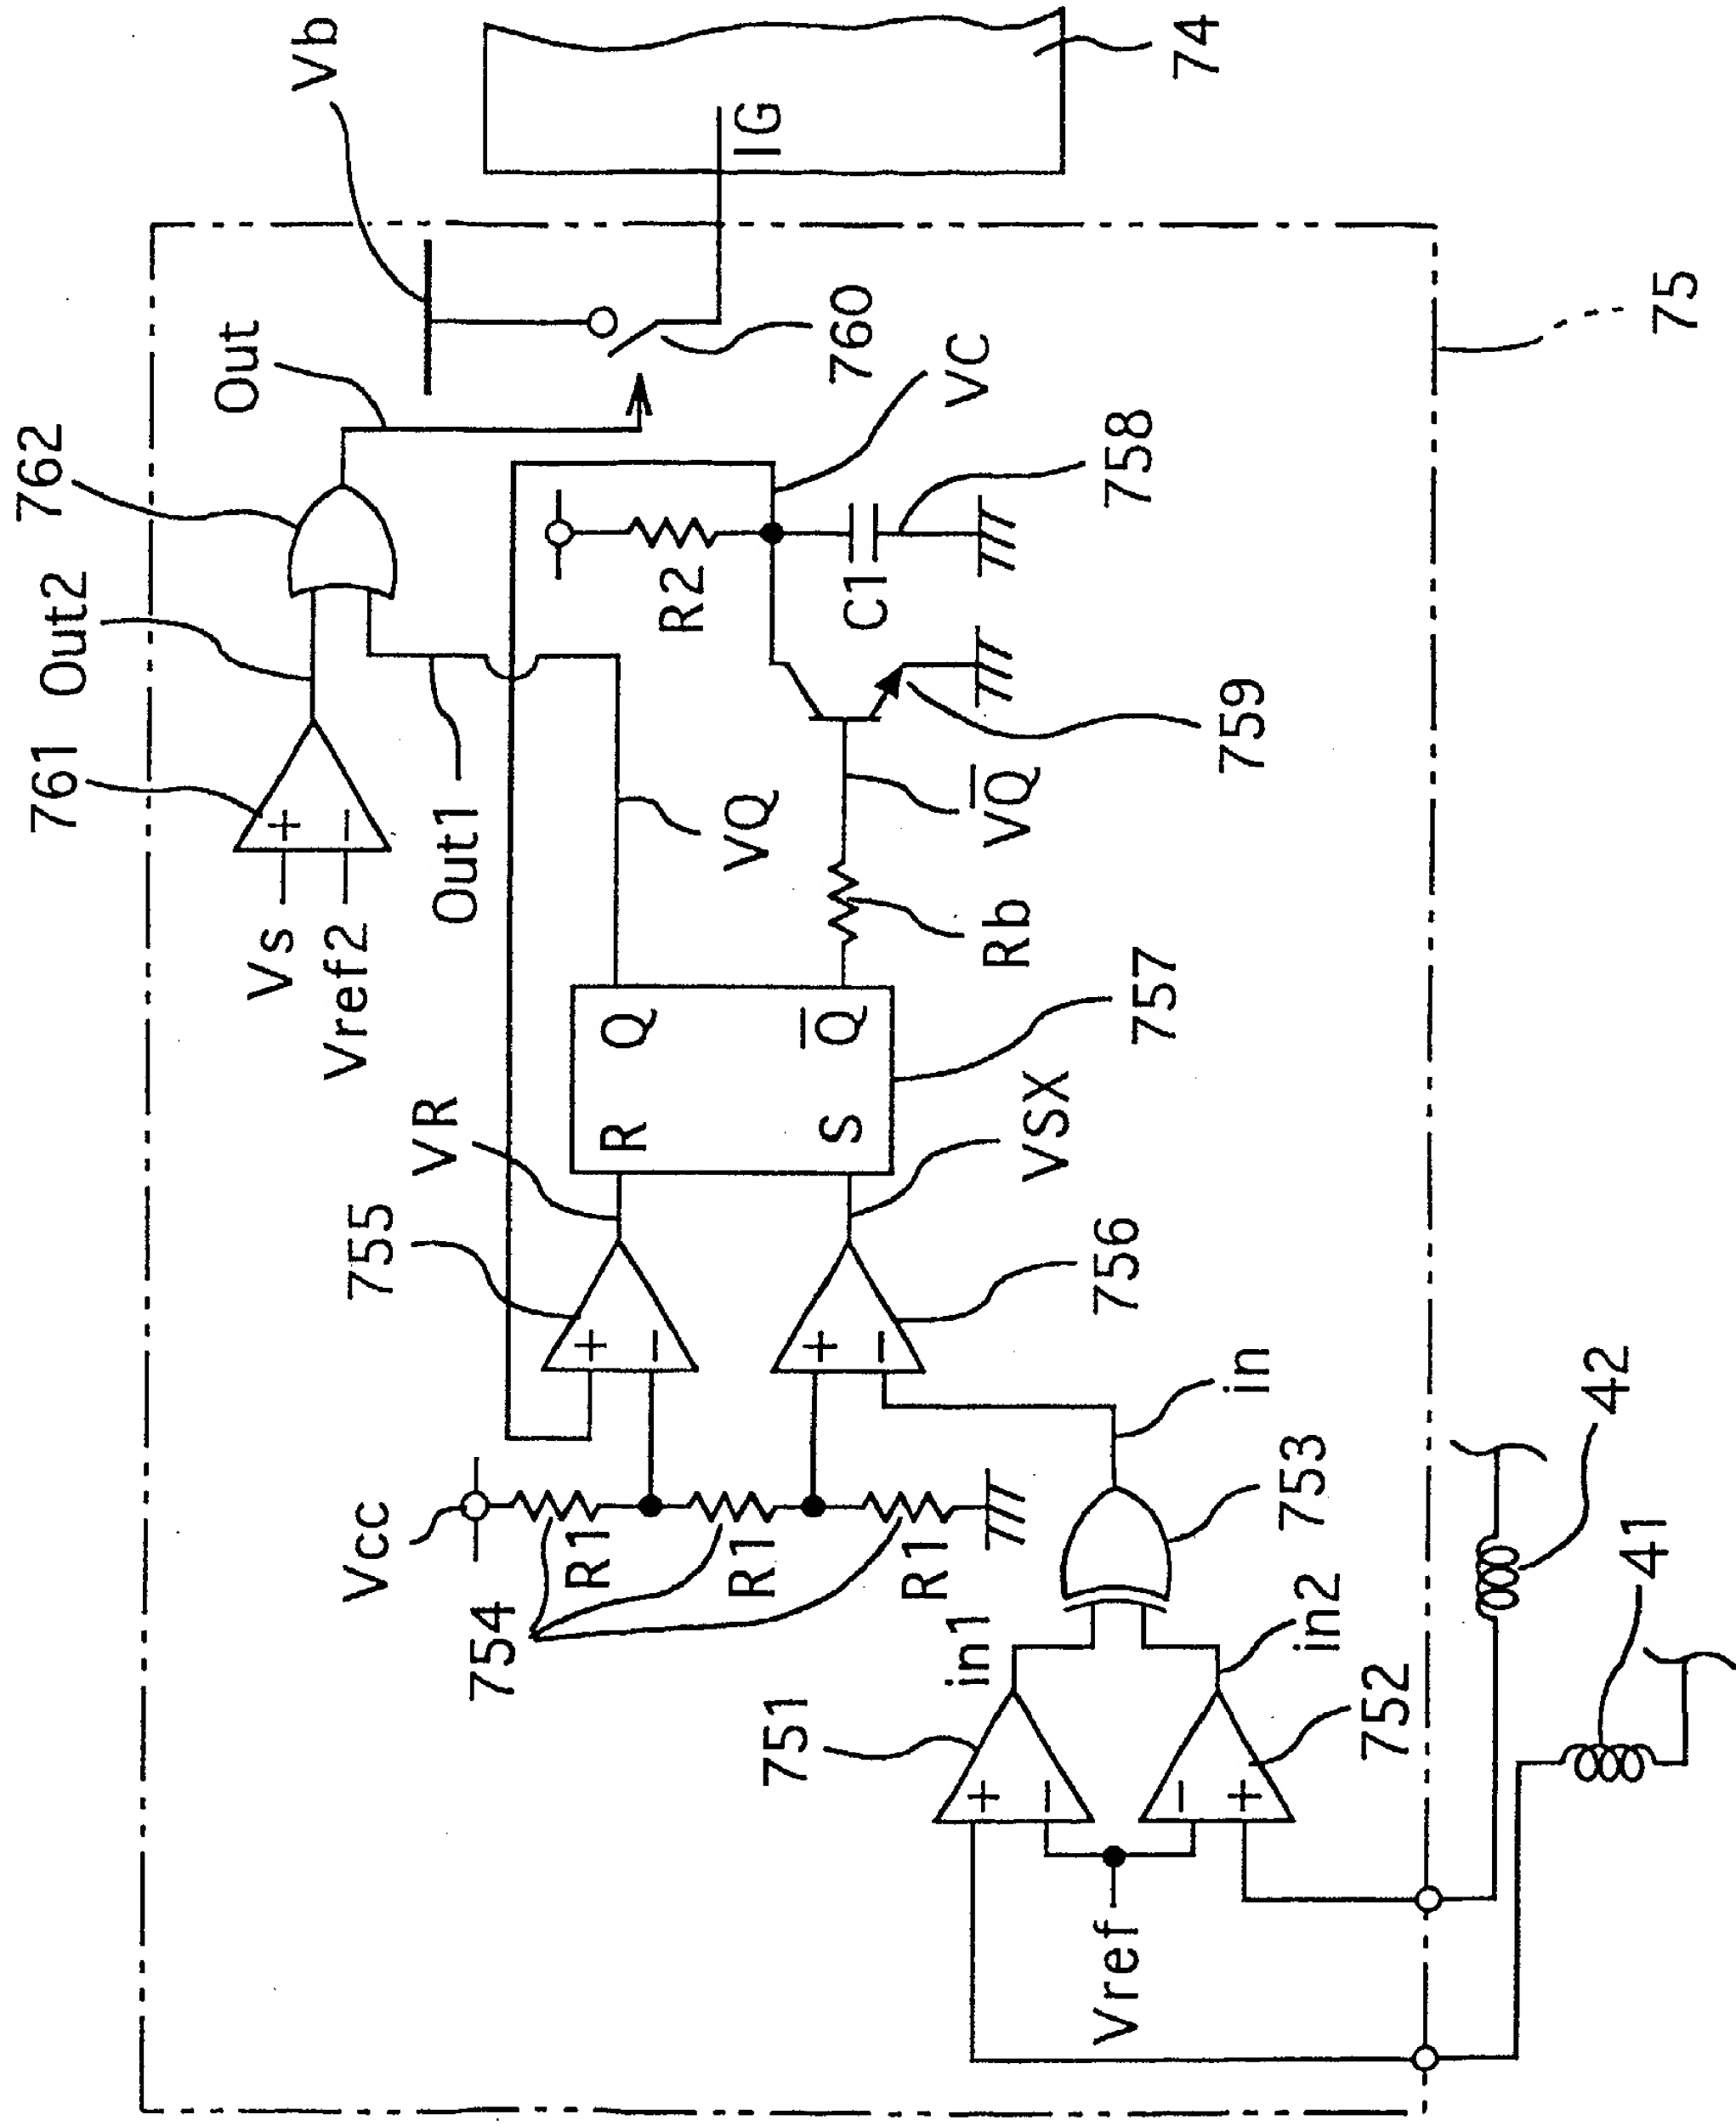 762
Out
Vb
Out2
761
Vs
Vref2
Out1
IG
74
760
R2
VC
C1
758
VR
R
Q
VQ
S
Q̅
Rb
VQ̅
759
755
757
VSX
Vcc
754
R1
R1
R1
756
in
751
in1
753
in2
752
Vref
42
41
75